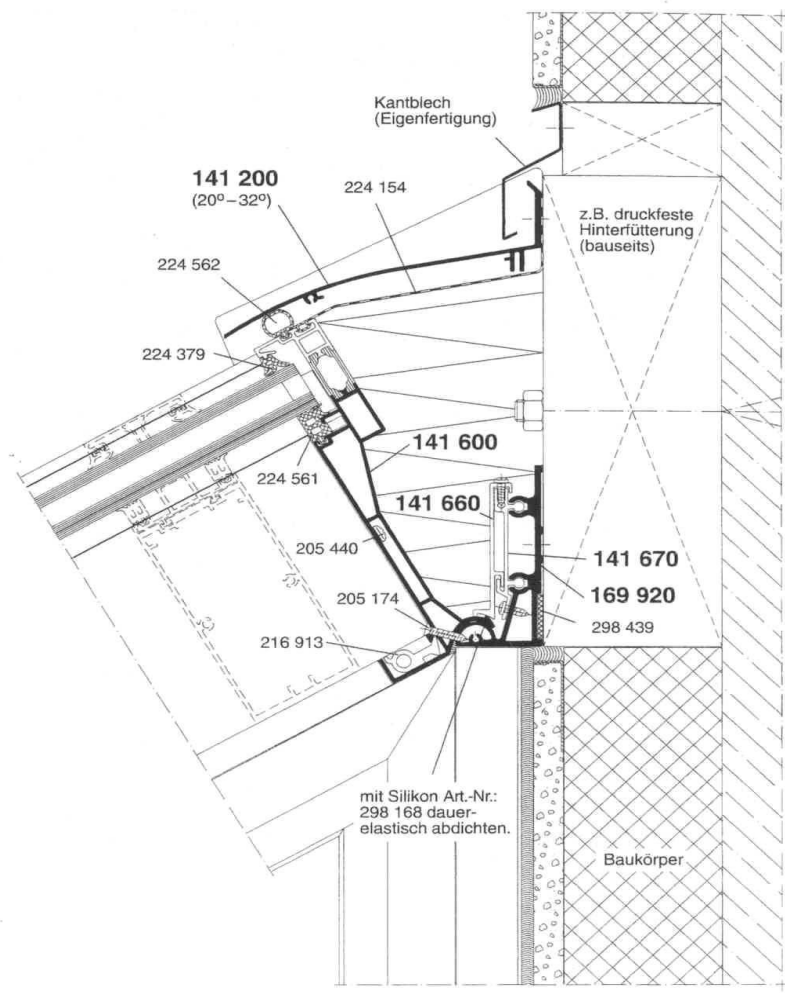 Kantblech
(Eigenfertigung)
141 200
(20º–32º)
224 154
z.B. druckfeste
Hinterfütterung
(bauseits)
224 562
224 379
141 600
224 561
141 660
205 440
141 670
169 920
205 174
298 439
216 913
mit Silikon Art.-Nr.:
298 168 dauer-
elastisch abdichten.
Baukörper